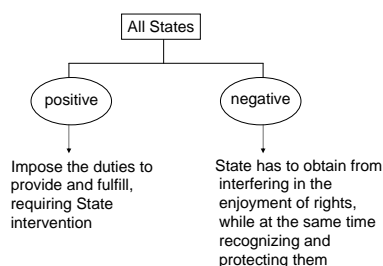 All States
positive
negative
Impose the duties to
provide and fulfill,
requiring State
intervention
State has to obtain from
interfering in the
enjoyment of rights,
while at the same time
recognizing and
protecting them